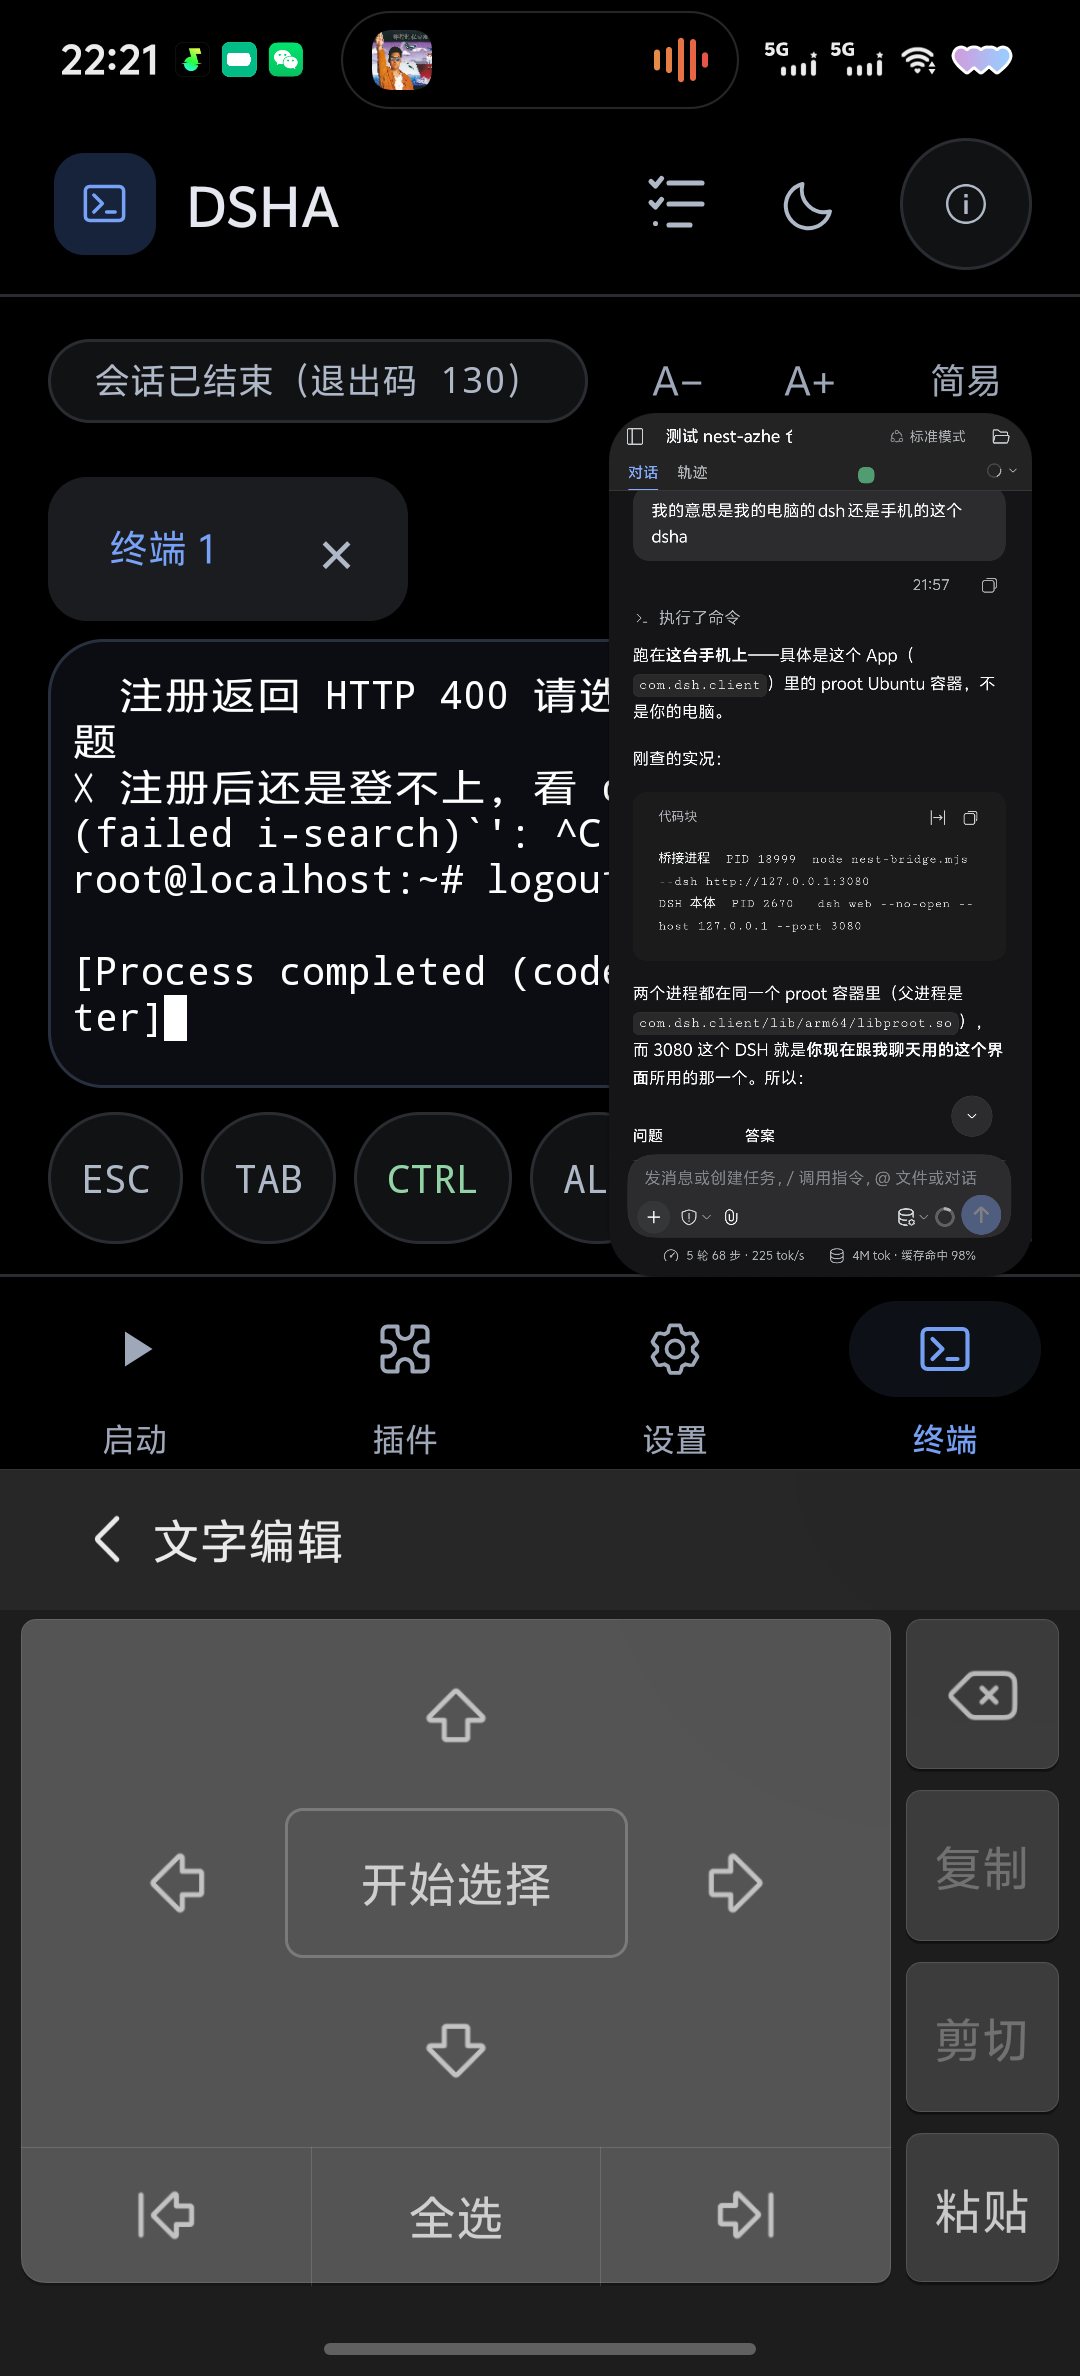 22:21
5G 5G
DSHA
会话已结束（退出码 130）
A− A+ 简易
终端 1
注册返回 HTTP 400 请选
题
X 注册后还是登不上，看
(failed i-search)`': ^C
root@localhost:~# logout
[Process completed (code
ter]
ESC TAB CTRL AL
测试 nest-azhe
标准模式
对话 轨迹
我的意思是我的电脑的dsh还是手机的这个
dsha
21:57
执行了命令
跑在这台手机上——具体是这个 App（
com.dsh.client）里的 proot Ubuntu 容器，不
是你的电脑。
刚查的实况：
代码块
桥接进程 PID 18999 node nest-bridge.mjs
--dsh http://127.0.0.1:3080
DSH 本体 PID 2670 dsh web --no-open --
host 127.0.0.1 --port 3080
两个进程都在同一个 proot 容器里（父进程是
com.dsh.client/lib/arm64/libproot.so），
而 3080 这个 DSH 就是你现在跟我聊天用的这个界
面所用的那一个。所以：
问题 答案
发消息或创建任务，/ 调用指令，@ 文件或对话
5 轮 68 步 · 225 tok/s 4M tok · 缓存命中 98%
启动 插件 设置 终端
文字编辑
开始选择
复制
剪切
全选
粘贴